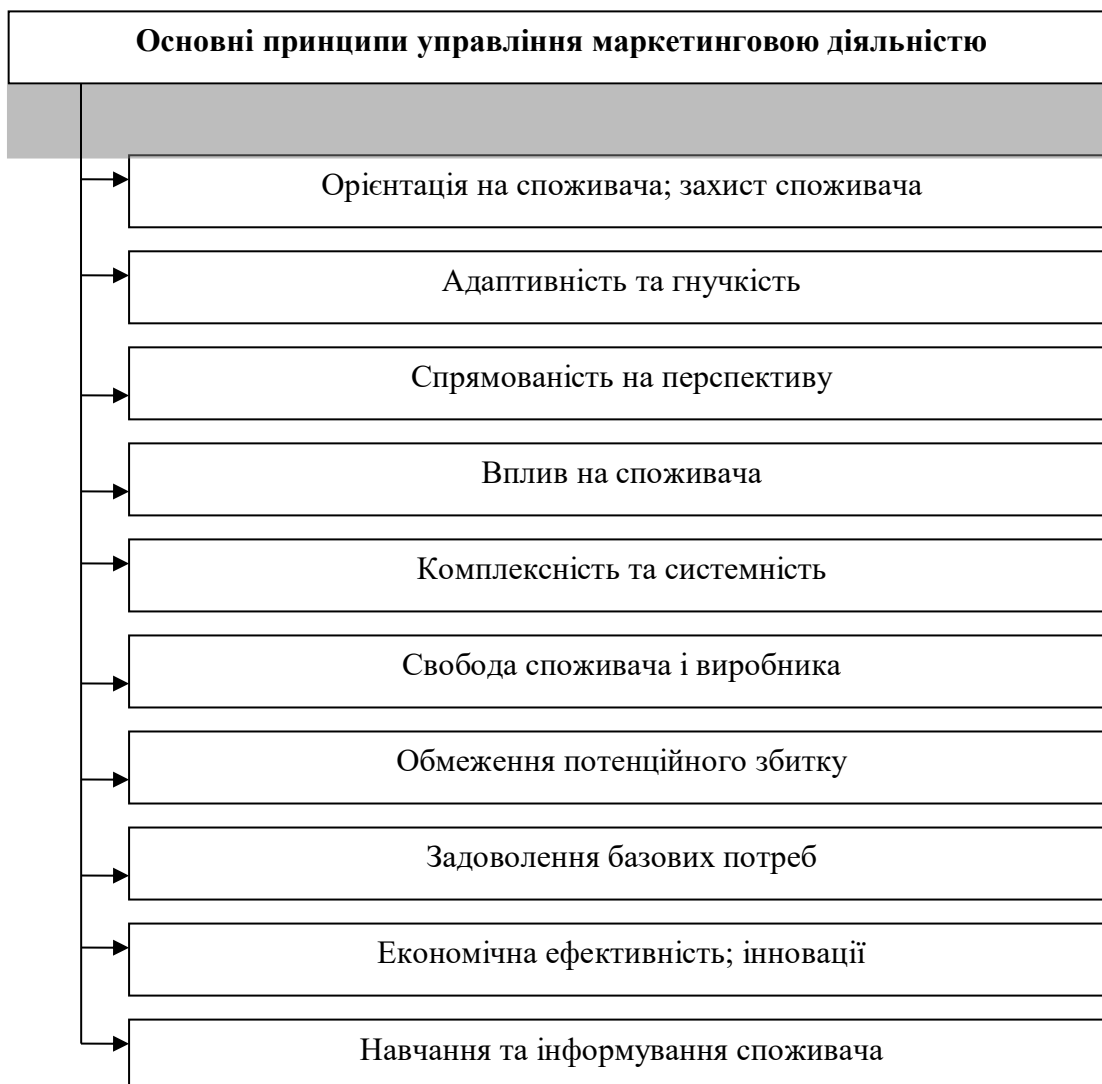 Основні принципи управління маркетинговою діяльністю
Орієнтація на споживача; захист споживача
Адаптивність та гнучкість
Спрямованість на перспективу
Вплив на споживача
Комплексність та системність
Свобода споживача і виробника
Обмеження потенційного збитку
Задоволення базових потреб
Економічна ефективність; інновації
Навчання та інформування споживача